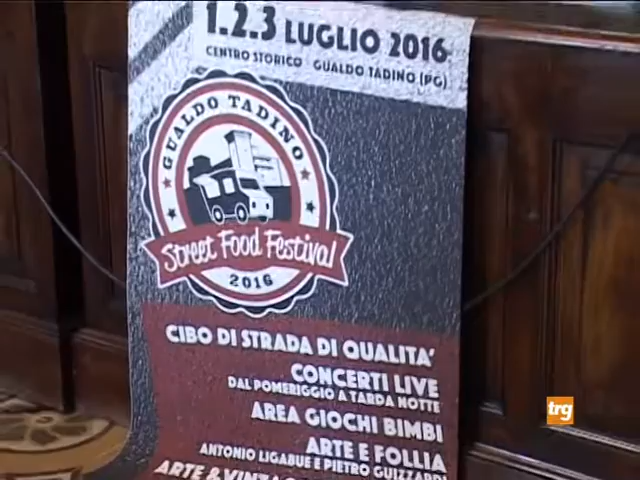 1.2.3 LUGLIO 2016
CENTRO STORICO. GUALDO TADINO (PG)
GUALDO TADINO
Street Food Festival
2016
CIBO DI STRADA DI QUALITA'
CONCERTI LIVE
DAL POMERIGGIO A TARDA NOTTE
AREA GIOCHI BIMBI
ARTE E FOLLIA
ANTONIO LIGABUE E PIETRO GUIZZARDI
ARTE &
trg